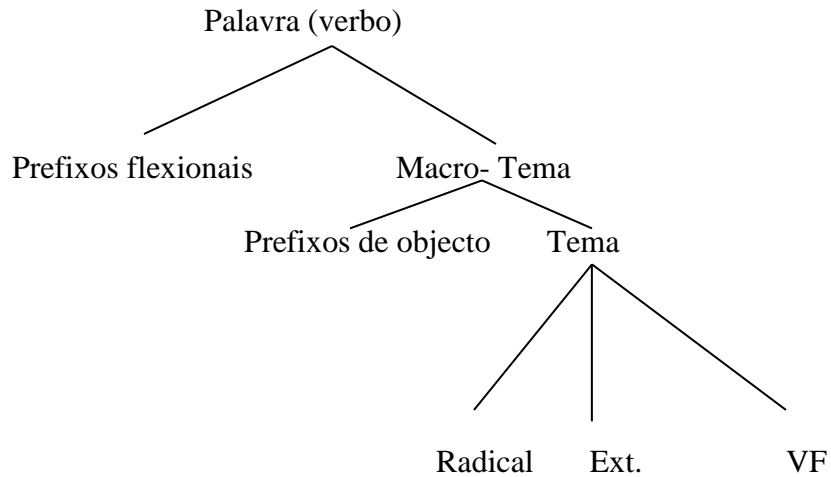 Palavra (verbo)
Prefixos flexionais Macro- Tema
Prefixos de objecto Tema
Radical Ext. VF